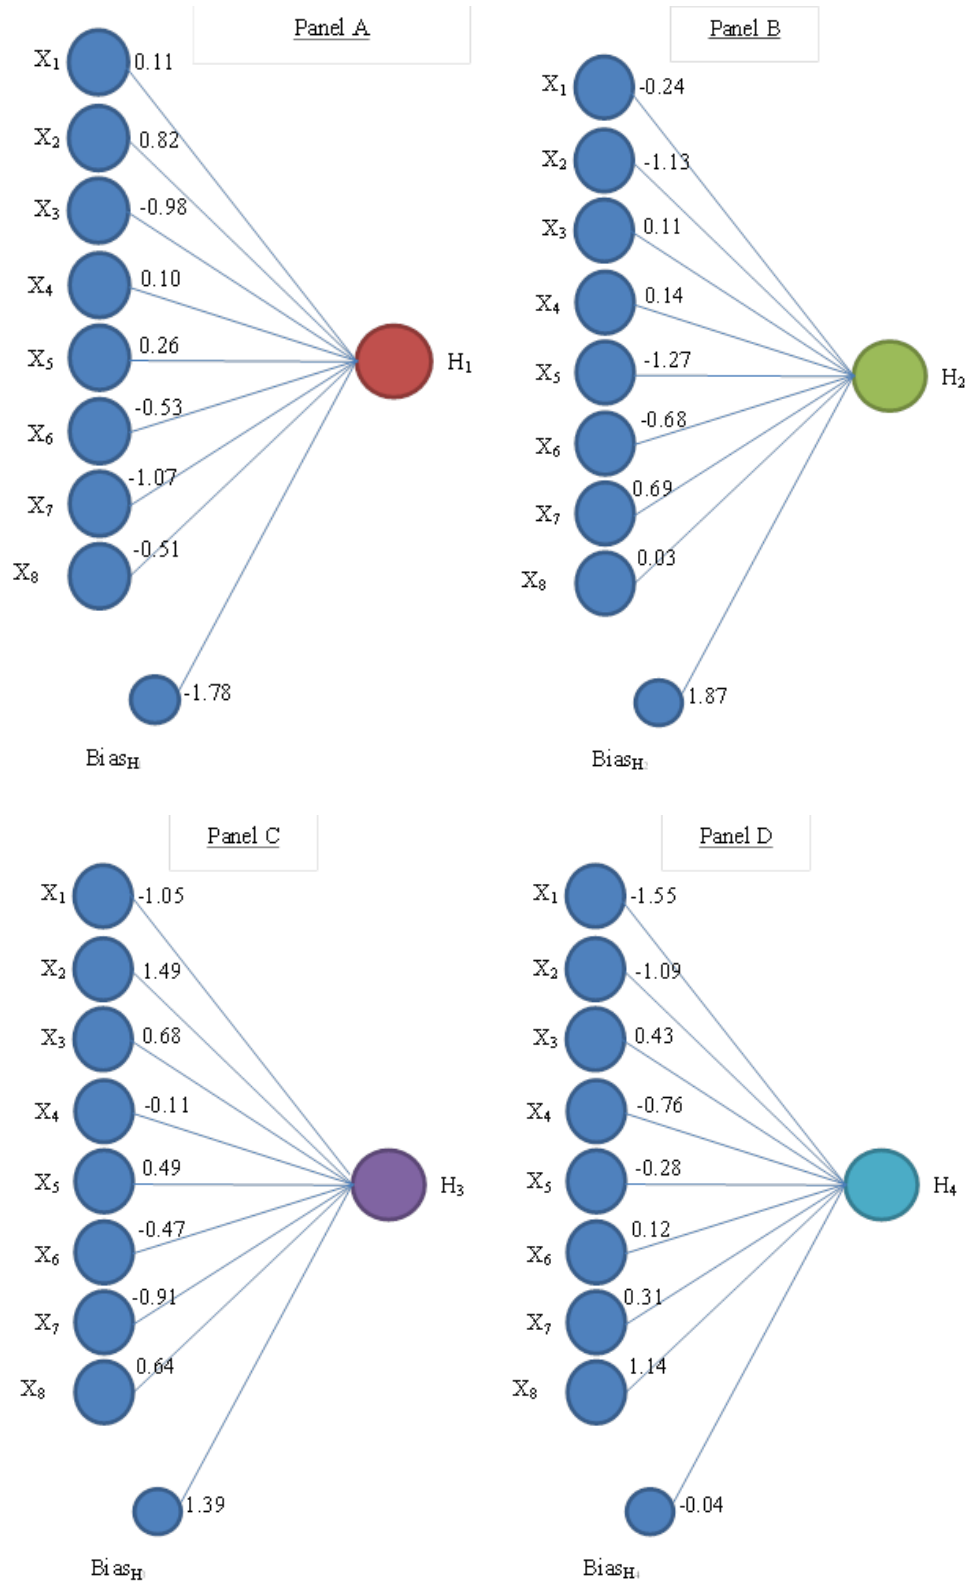 Panel A
X1 0.11
X2 0.82
X3 -0.98
X4 0.10
X5 0.26
X6 -0.53
X7 -1.07
X8 -0.51
H1
-1.78
BiasH
Panel B
X1 -0.24
X2 -1.13
X3 0.11
X4 0.14
X5 -1.27
X6 -0.68
X7 0.69
X8 0.03
H2
1.87
BiasH2
Panel C
X1 -1.05
X2 1.49
X3 0.68
X4 -0.11
X5 0.49
X6 -0.47
X7 -0.91
X8 0.64
H3
1.39
BiasH
Panel D
X1 -1.55
X2 -1.09
X3 0.43
X4 -0.76
X5 -0.28
X6 0.12
X7 0.31
X8 1.14
H4
-0.04
BiasH4